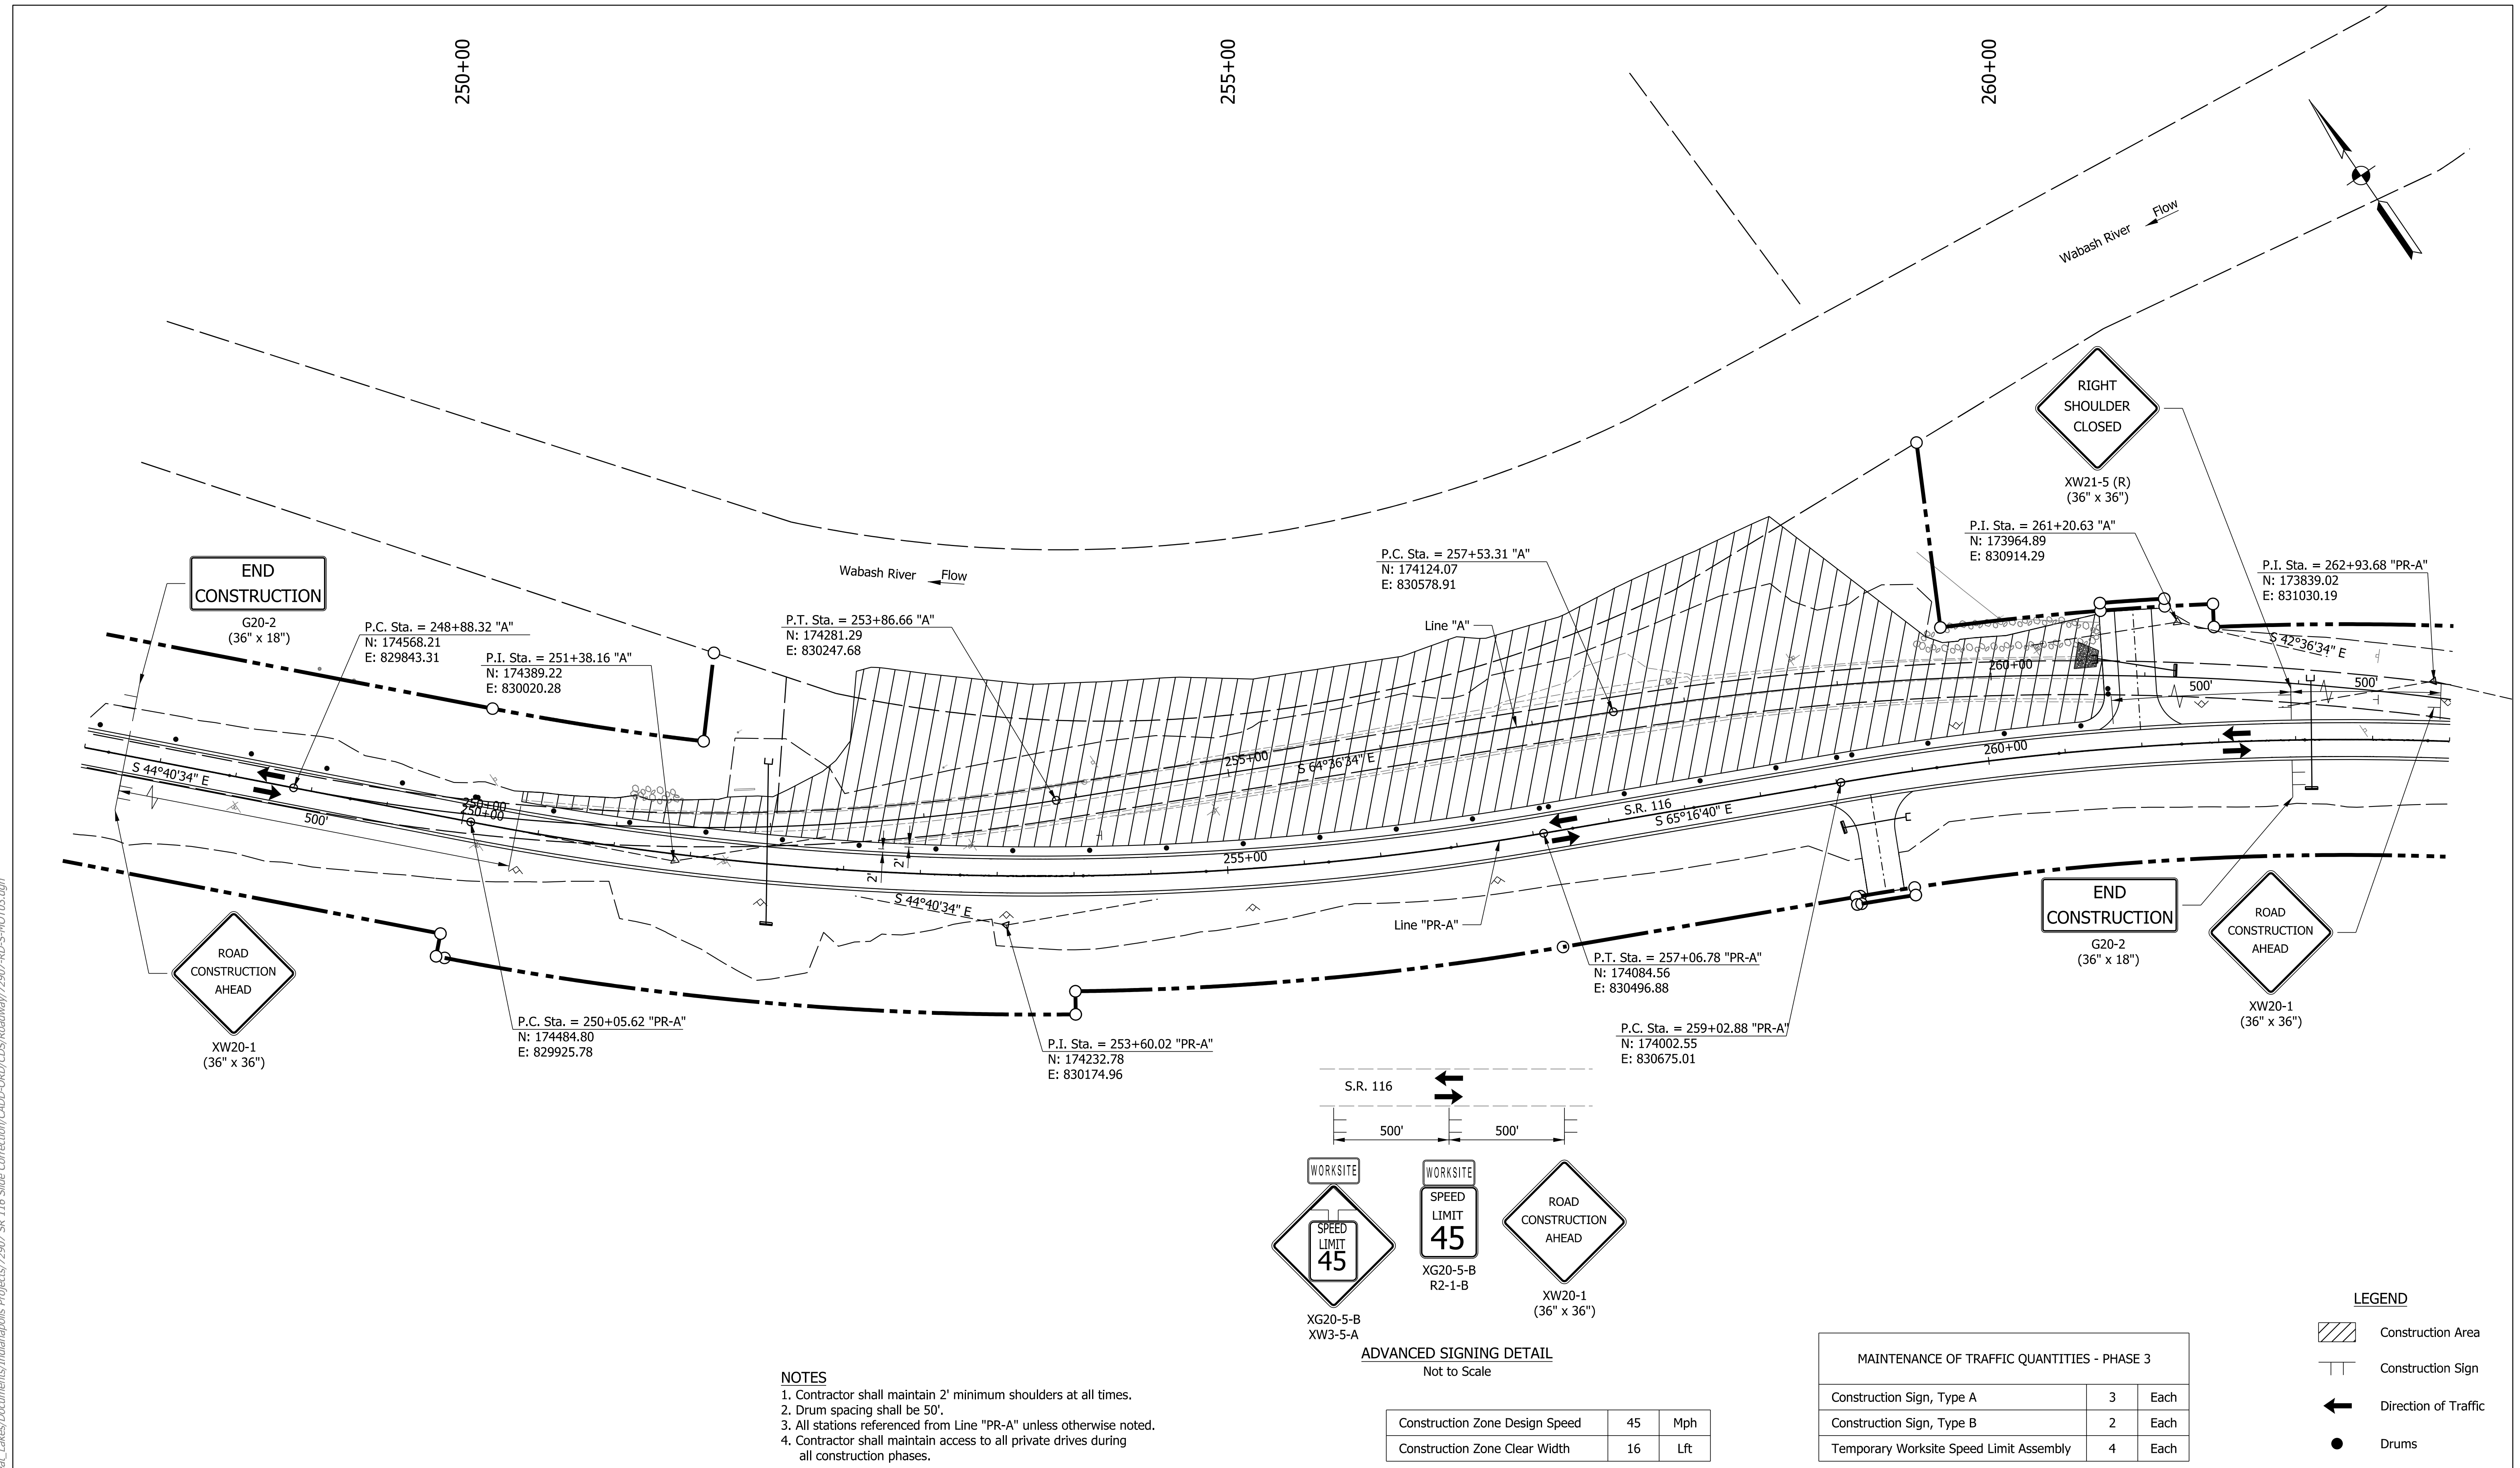 250+00
255+00
260+00
Flow
Wabash River
RIGHT
SHOULDER
CLOSED
XW21-5 (R)
(36" x 36")
P.I. Sta. = 261+20.63 "A"
N: 173964.89
E: 830914.29
P.C. Sta. = 257+53.31 "A"
N: 174124.07
E: 830578.91
P.I. Sta. = 262+93.68 "PR-A"
N: 173839.02
E: 831030.19
Wabash River
Flow
END
CONSTRUCTION
G20-2
(36" x 18")
P.C. Sta. = 248+88.32 "A"
N: 174568.21
E: 829843.31
P.I. Sta. = 251+38.16 "A"
N: 174389.22
E: 830020.28
P.T. Sta. = 253+86.66 "A"
N: 174281.29
E: 830247.68
Line "A"
S 42°36'34" E
260+00
500'
500'
260+00
255+00
S 64°36'34" E
S 44°40'34" E
250+00
250+00
500'
S.R. 116
S 65°16'40" E
255+00
2'
2'
S 44°40'34" E
Line "PR-A"
END
CONSTRUCTION
G20-2
(36" x 18")
ROAD
CONSTRUCTION
AHEAD
XW20-1
(36" x 36")
ROAD
CONSTRUCTION
AHEAD
XW20-1
(36" x 36")
P.C. Sta. = 250+05.62 "PR-A"
N: 174484.80
E: 829925.78
P.I. Sta. = 253+60.02 "PR-A"
N: 174232.78
E: 830174.96
P.T. Sta. = 257+06.78 "PR-A"
N: 174084.56
E: 830496.88
P.C. Sta. = 259+02.88 "PR-A"
N: 174002.55
E: 830675.01
S.R. 116
500'
500'
WORKSITE
SPEED
LIMIT
45
XG20-5-B
XW3-5-A
WORKSITE
SPEED
LIMIT
45
XG20-5-B
R2-1-B
ROAD
CONSTRUCTION
AHEAD
XW20-1
(36" x 36")
ADVANCED SIGNING DETAIL
Not to Scale
NOTES
1. Contractor shall maintain 2' minimum shoulders at all times.
2. Drum spacing shall be 50'.
3. All stations referenced from Line "PR-A" unless otherwise noted.
4. Contractor shall maintain access to all private drives during
all construction phases.
Construction Zone Design Speed 45 Mph
Construction Zone Clear Width 16 Lft
MAINTENANCE OF TRAFFIC QUANTITIES - PHASE 3
Construction Sign, Type A 3 Each
Construction Sign, Type B 2 Each
Temporary Worksite Speed Limit Assembly 4 Each
LEGEND
Construction Area
Construction Sign
Direction of Traffic
Drums